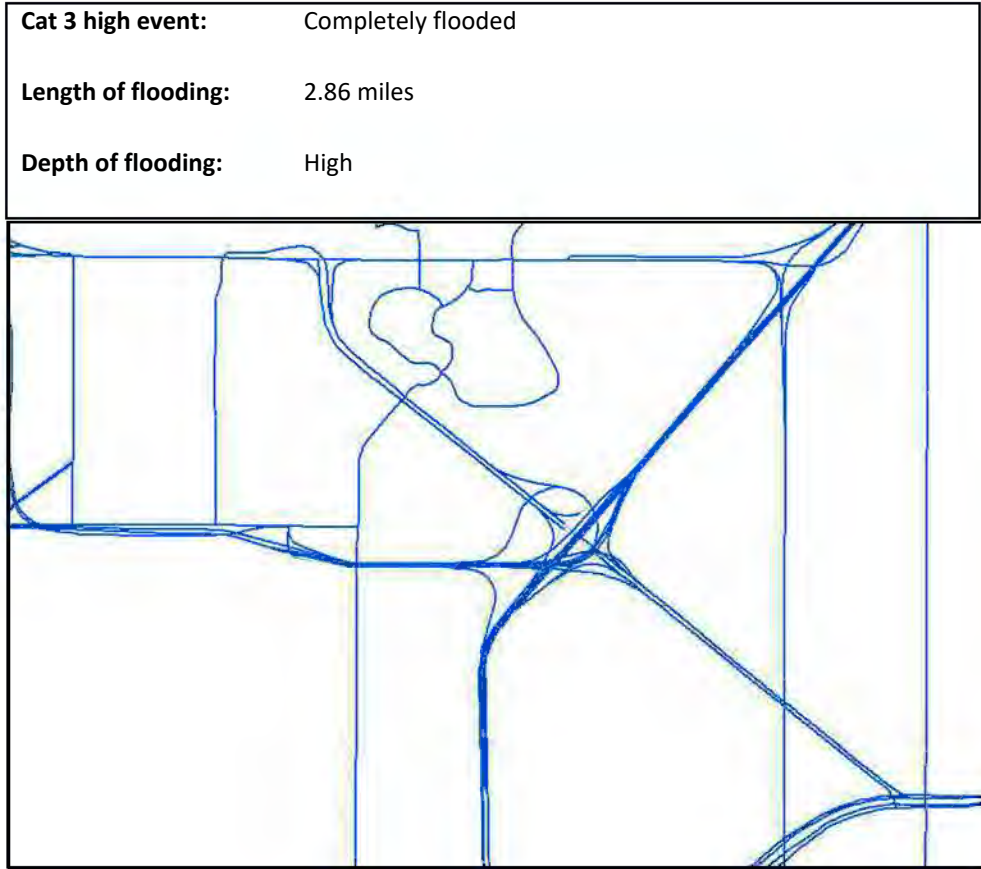 Cat 3 high event: Completely flooded
Length of flooding: 2.86 miles
Depth of flooding: High